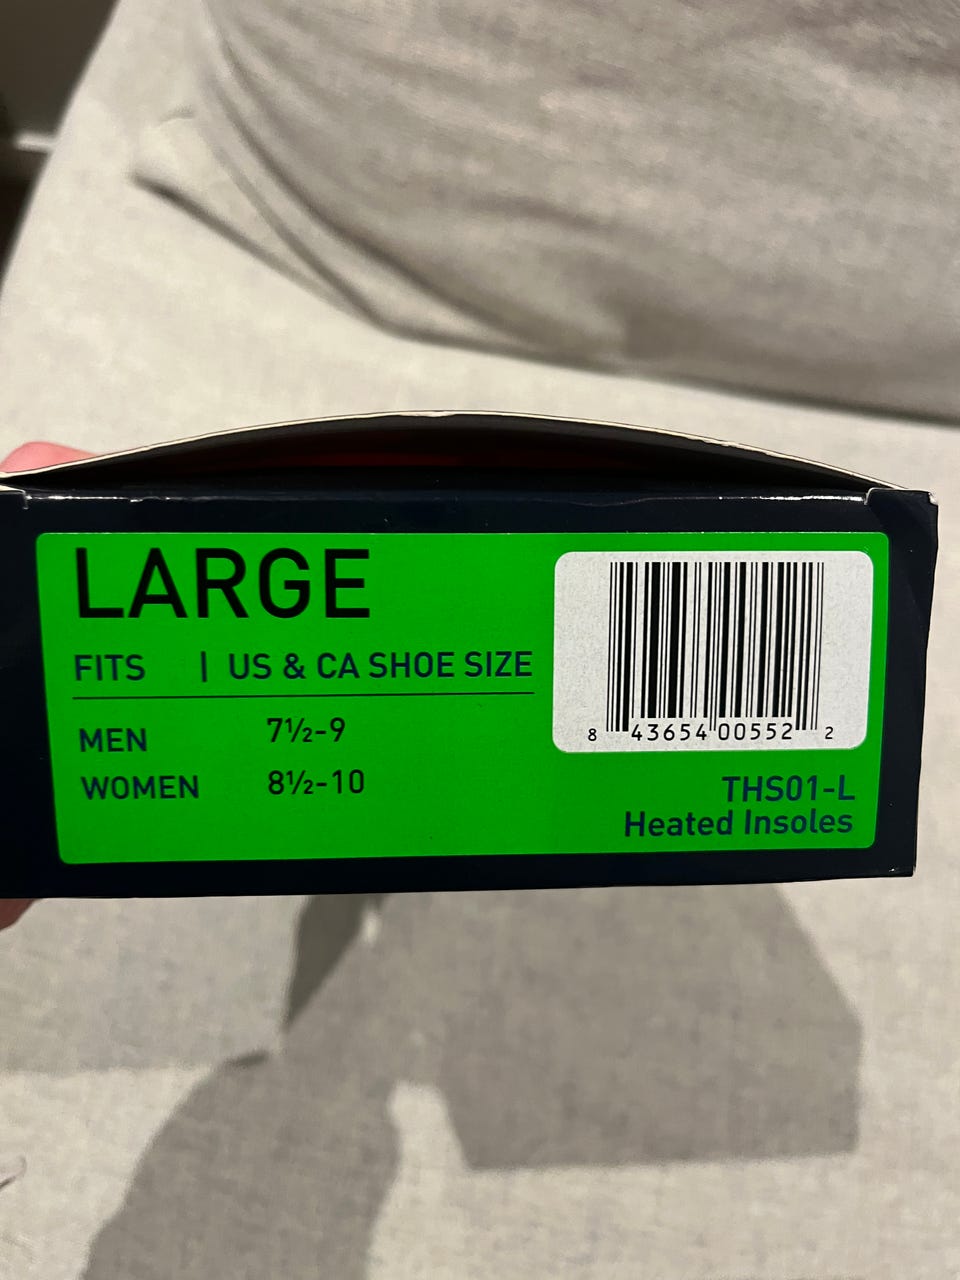 LARGE
FITS | US & CA SHOE SIZE
MEN 7½-9
WOMEN 8½-10
8 43654 00552 2
THS01-L
Heated Insoles